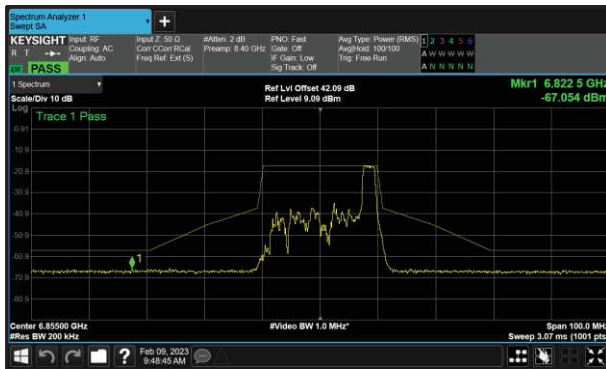 Spectrum Analyzer 1
Swept SA
+
KEYSIGHT
R T
PASS
Input: RF
Coupling: AC
Align: Auto
Input Z: 50 Ω
Corr CCorr RCal
Freq Ref: Ext (S)
#Atten: 2 dB
Preamp: 8.40 GHz
PNO: Fast
Gate: Off
IF Gain: Low
Sig Track: Off
Avg Type: Power (RMS)
Avg|Hold: 100/100
Trig: Free Run
1 2 3 4 5 6
A W W W W W
A N N N N N
1 Spectrum
Scale/Div 10 dB
Ref Lvl Offset 42.09 dB
Ref Level 9.09 dBm
Mkr1 6.822 5 GHz
-67.054 dBm
Log
Trace 1 Pass
-0.91
-10.9
-20.9
-30.9
-40.9
-50.9
-60.9
-70.9
-80.9
1
Center 6.85500 GHz
#Res BW 200 kHz
#Video BW 1.0 MHz*
Span 100.0 MHz
Sweep 3.07 ms (1001 pts)
?
Feb 09, 2023
9:48:45 AM